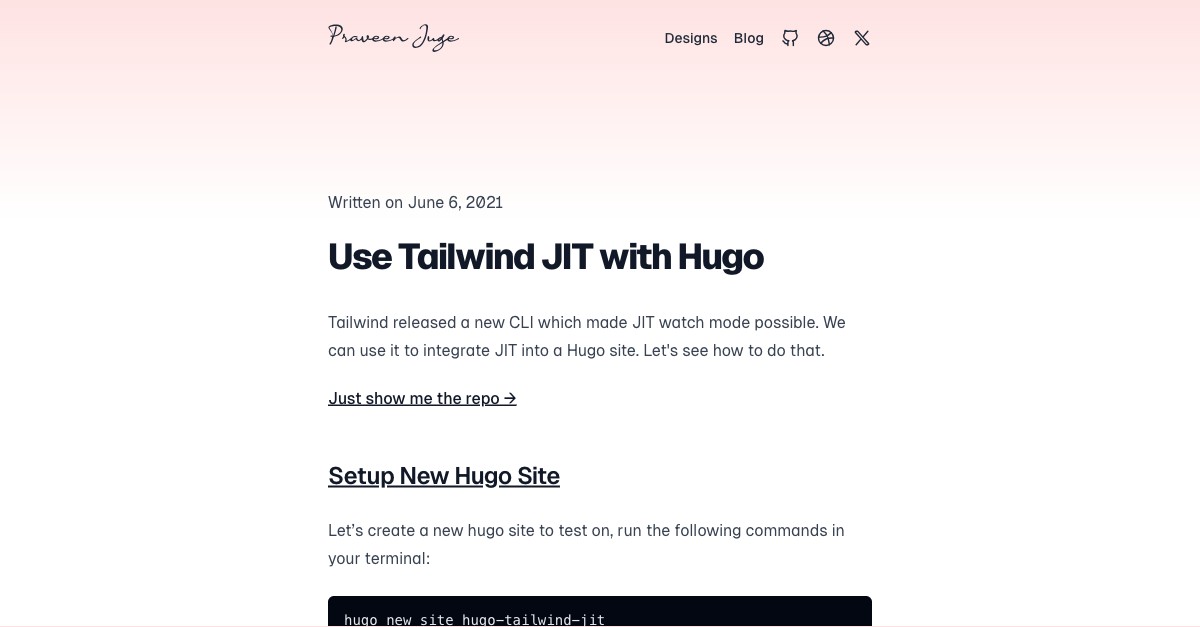 Praveen Juge
Designs Blog
Written on June 6, 2021
Use Tailwind JIT with Hugo
Tailwind released a new CLI which made JIT watch mode possible. We
can use it to integrate JIT into a Hugo site. Let's see how to do that.
Just show me the repo →
Setup New Hugo Site
Let’s create a new hugo site to test on, run the following commands in
your terminal:
hugo new site hugo-tailwind-jit